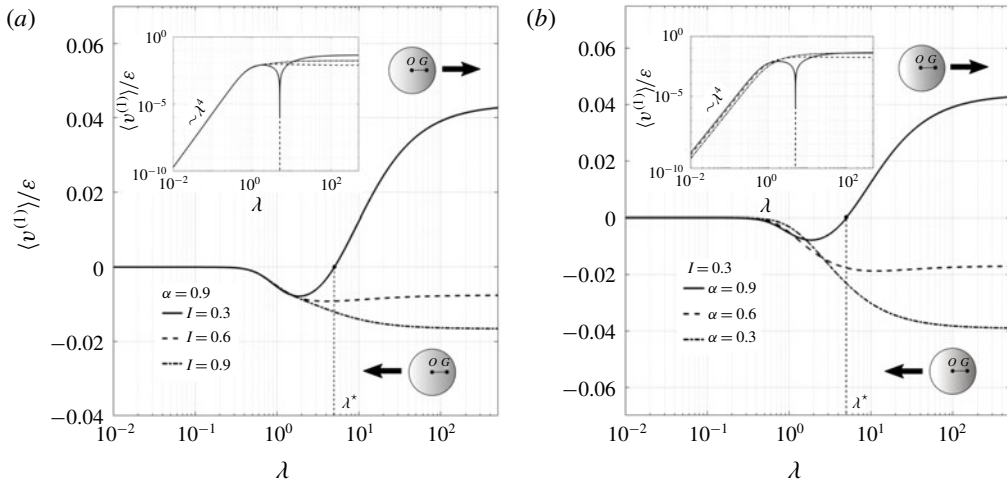 (a)
0.06
0.04
0.02
0
−0.02
−0.04
⟨v⁽¹⁾⟩/ε
10⁻² 10⁻¹ 10⁰ 10¹ 10²
λ
10⁰
10⁻⁵
10⁻¹⁰
⟨v⁽¹⁾⟩/ε
~λ⁴
10⁻² 10⁰ 10²
λ
O G
α = 0.9
I = 0.3
I = 0.6
I = 0.9
O G
λ*
(b)
0.06
0.04
0.02
0
−0.02
−0.04
−0.06
10⁻² 10⁻¹ 10⁰ 10¹ 10²
λ
10⁰
10⁻⁵
10⁻¹⁰
⟨v⁽¹⁾⟩/ε
~λ⁴
10⁻² 10⁰ 10²
λ
O G
I = 0.3
α = 0.9
α = 0.6
α = 0.3
O G
λ*